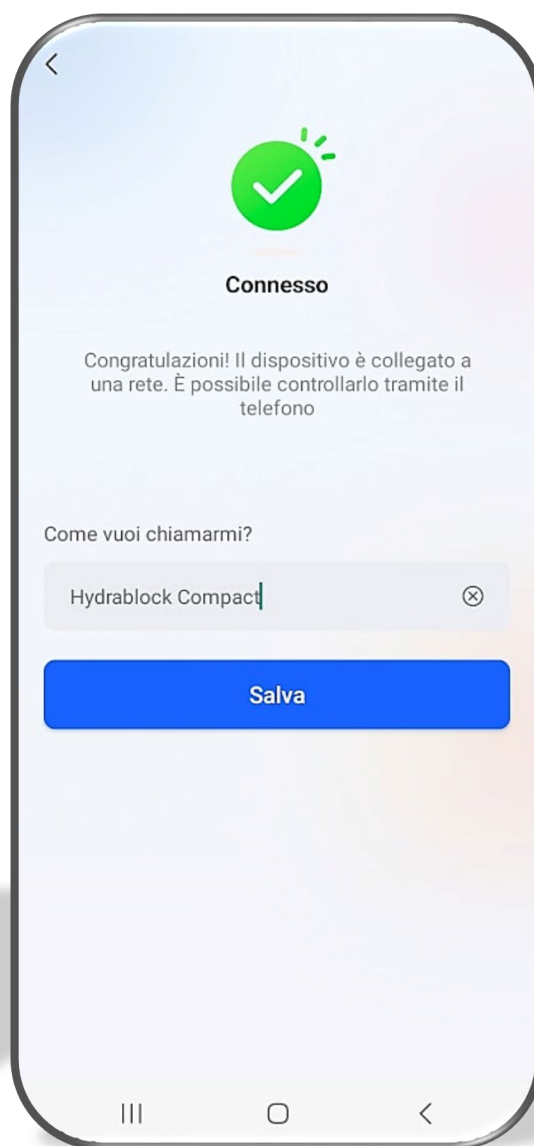 Connesso
Congratulazioni! Il dispositivo è collegato a
una rete. È possibile controllarlo tramite il
telefono
Come vuoi chiamarmi?
Hydrablock Compact
Salva